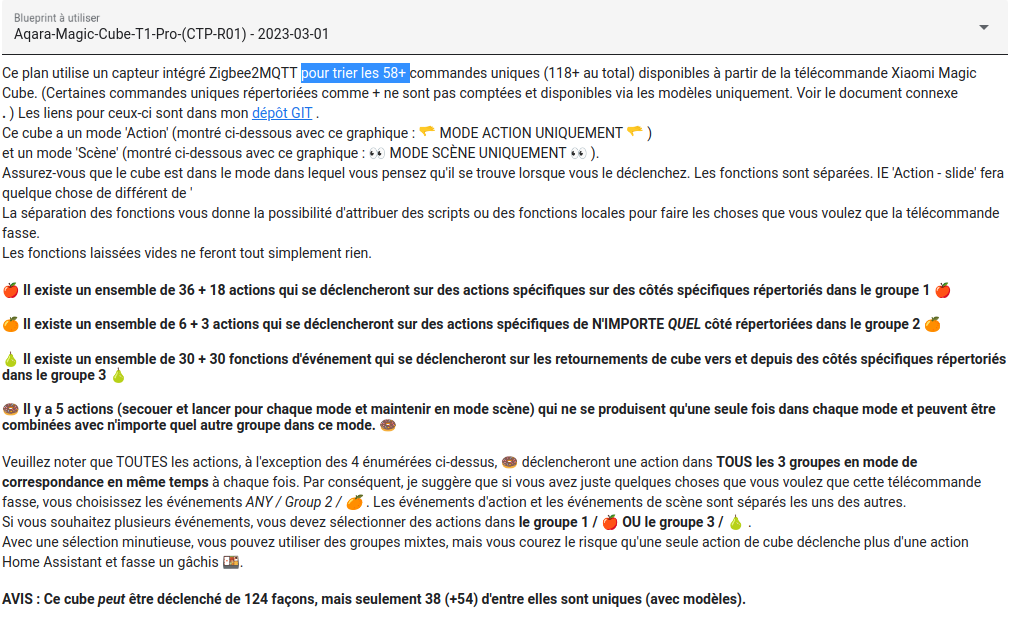 Blueprint à utiliser
Aqara-Magic-Cube-T1-Pro-(CTP-R01) - 2023-03-01
Ce plan utilise un capteur intégré Zigbee2MQTT pour trier les 58+ commandes uniques (118+ au total) disponibles à partir de la télécommande Xiaomi Magic
Cube. (Certaines commandes uniques répertoriées comme + ne sont pas comptées et disponibles via les modèles uniquement. Voir le document connexe
. ) Les liens pour ceux-ci sont dans mon dépôt GIT .
Ce cube a un mode 'Action' (montré ci-dessous avec ce graphique : 🫳 MODE ACTION UNIQUEMENT 🫳 )
et un mode 'Scène' (montré ci-dessous avec ce graphique : 👀 MODE SCÈNE UNIQUEMENT 👀 ).
Assurez-vous que le cube est dans le mode dans lequel vous pensez qu'il se trouve lorsque vous le déclenchez. Les fonctions sont séparées. IE 'Action - slide' fera
quelque chose de différent de '
La séparation des fonctions vous donne la possibilité d'attribuer des scripts ou des fonctions locales pour faire les choses que vous voulez que la télécommande
fasse.
Les fonctions laissées vides ne feront tout simplement rien.
🍎 Il existe un ensemble de 36 + 18 actions qui se déclencheront sur des actions spécifiques sur des côtés spécifiques répertoriés dans le groupe 1 🍎
🍊 Il existe un ensemble de 6 + 3 actions qui se déclencheront sur des actions spécifiques de N'IMPORTE QUEL côté répertoriées dans le groupe 2 🍊
🍐 Il existe un ensemble de 30 + 30 fonctions d'événement qui se déclencheront sur les retournements de cube vers et depuis des côtés spécifiques répertoriés
dans le groupe 3 🍐
🍩 Il y a 5 actions (secouer et lancer pour chaque mode et maintenir en mode scène) qui ne se produisent qu'une seule fois dans chaque mode et peuvent être
combinées avec n'importe quel autre groupe dans ce mode. 🍩
Veuillez noter que TOUTES les actions, à l'exception des 4 énumérées ci-dessus, 🍩 déclencheront une action dans TOUS les 3 groupes en mode de
correspondance en même temps à chaque fois. Par conséquent, je suggère que si vous avez juste quelques choses que vous voulez que cette télécommande
fasse, vous choisissez les événements ANY / Group 2 / 🍊 . Les événements d'action et les événements de scène sont séparés les uns des autres.
Si vous souhaitez plusieurs événements, vous devez sélectionner des actions dans le groupe 1 / 🍎 OU le groupe 3 / 🍐 .
Avec une sélection minutieuse, vous pouvez utiliser des groupes mixtes, mais vous courez le risque qu'une seule action de cube déclenche plus d'une action
Home Assistant et fasse un gâchis 🍱.
AVIS : Ce cube peut être déclenché de 124 façons, mais seulement 38 (+54) d'entre elles sont uniques (avec modèles).